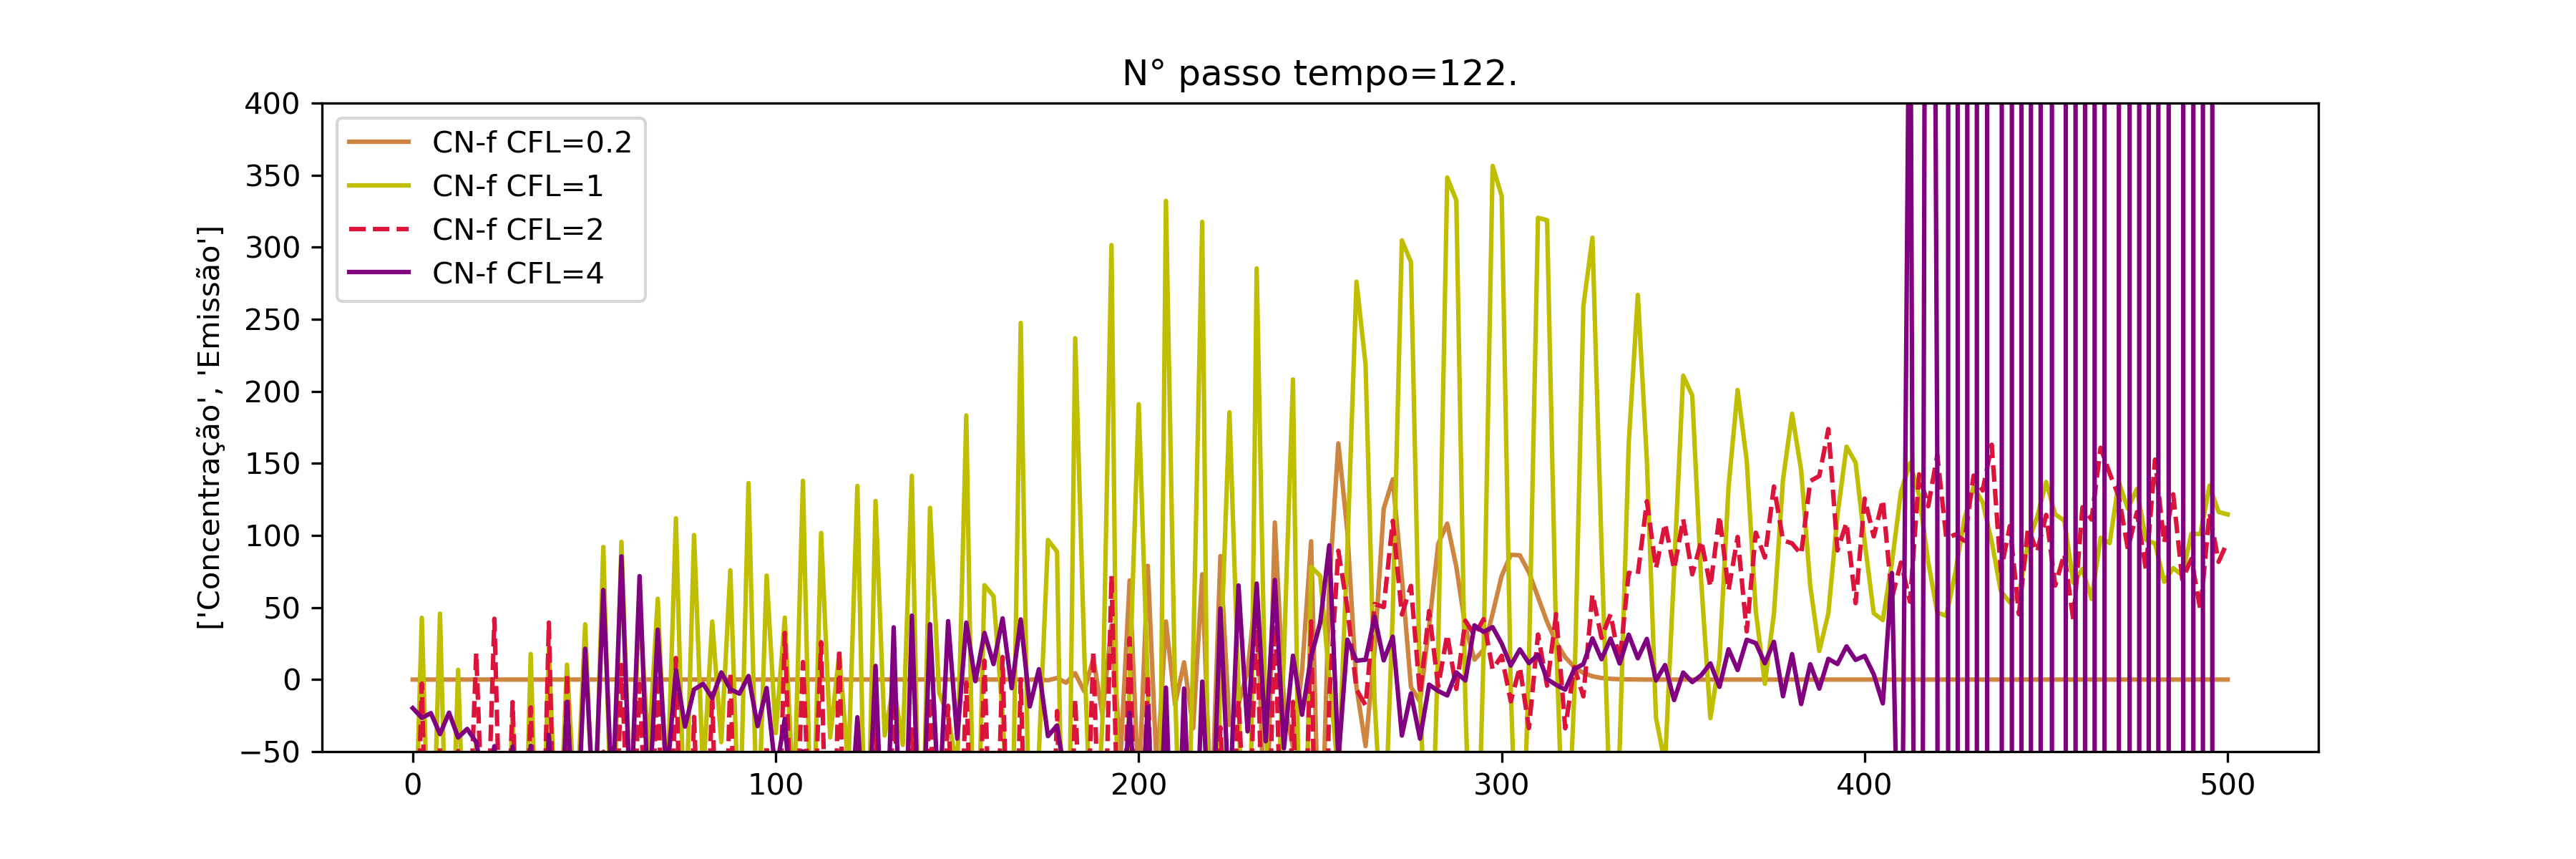 N° passo tempo=122.
['Concentração', 'Emissão']
400
350
300
250
200
150
100
50
0
−50
CN-f CFL=0.2
CN-f CFL=1
CN-f CFL=2
CN-f CFL=4
0 100 200 300 400 500